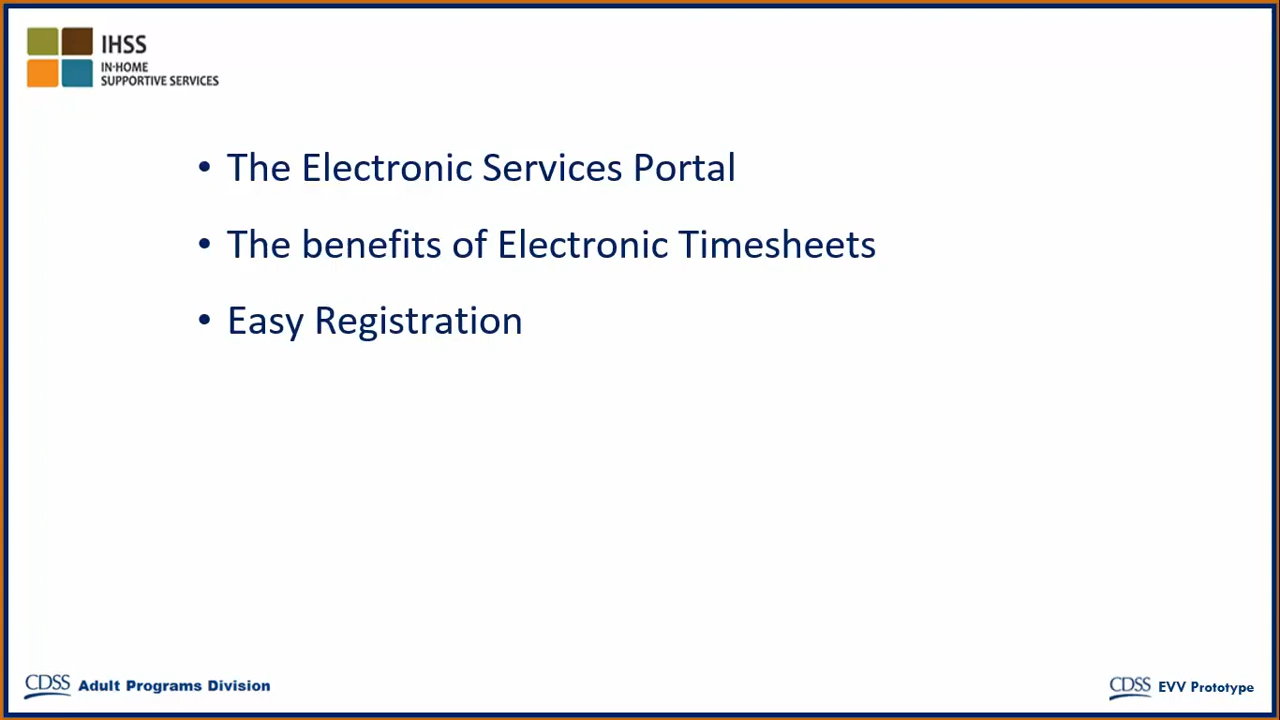 IHSS
IN-HOME
SUPPORTIVE SERVICES
• The Electronic Services Portal
• The benefits of Electronic Timesheets
• Easy Registration
CDSS Adult Programs Division
CDSS EVV Prototype